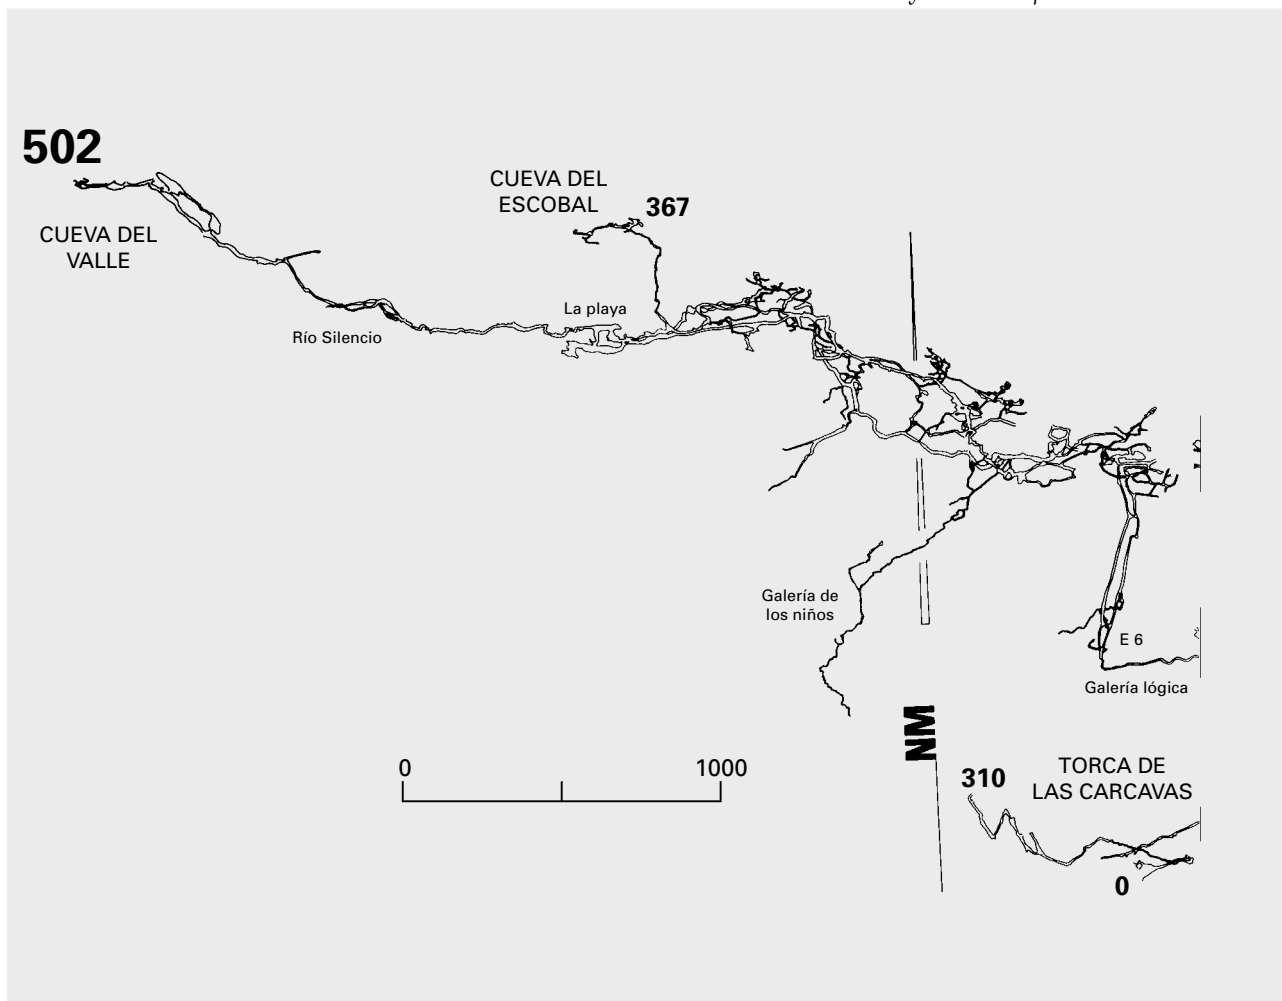 502
CUEVA DEL
ESCOBAL
367
CUEVA DEL
VALLE
La playa
Río Silencio
Galería de
los niños
E 6
Galería lógica
NM
0
1000
310
TORCA DE
LAS CARCAVAS
0